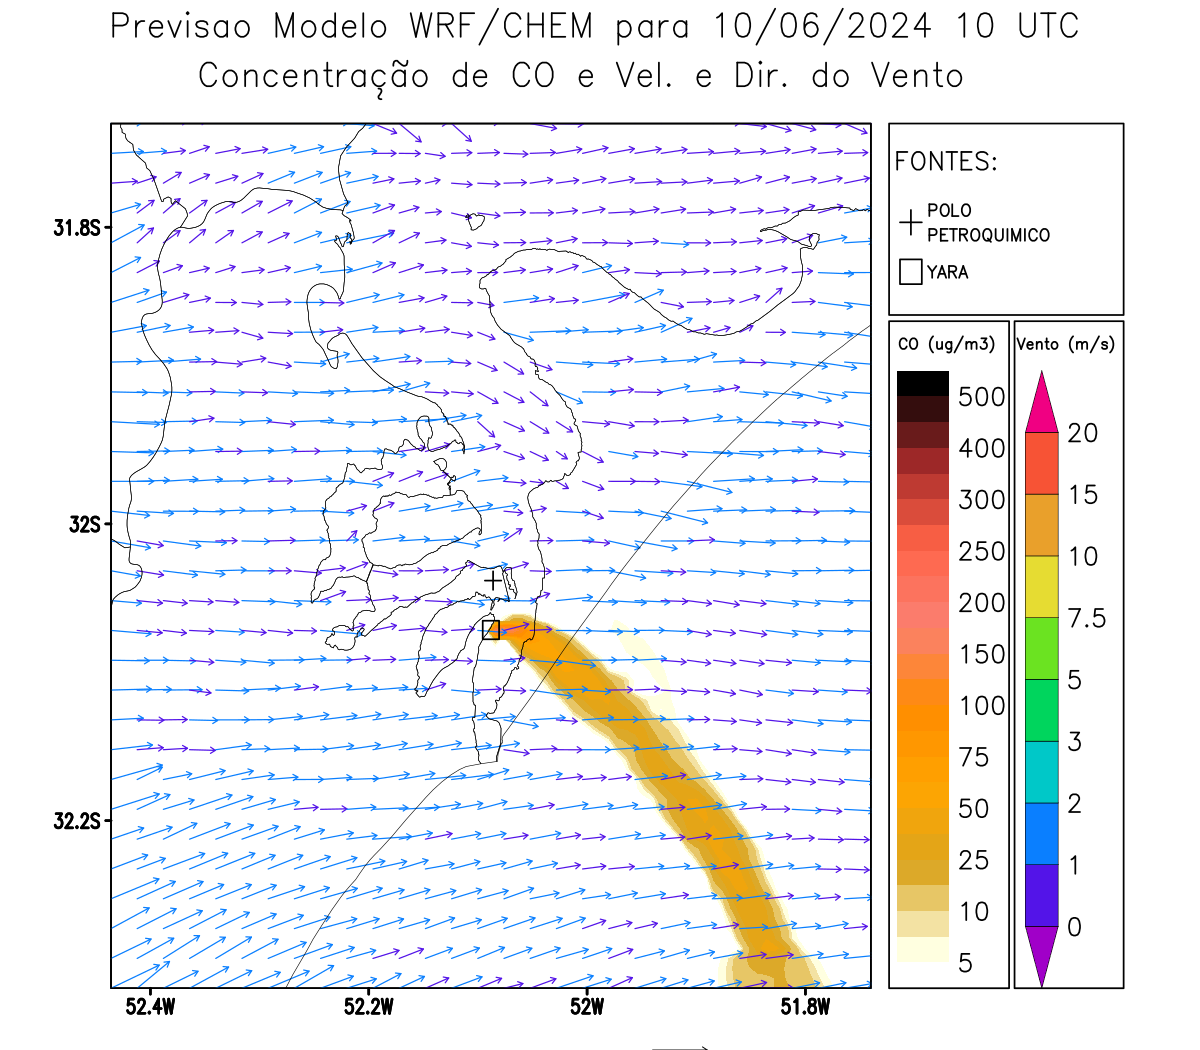 Previsao Modelo WRF/CHEM para 10/06/2024 10 UTC
Concentração de CO e Vel. e Dir. do Vento
FONTES:
POLO
PETROQUIMICO
YARA
CO (ug/m3)
500
400
300
250
200
150
100
75
50
25
10
5
Vento (m/s)
20
15
10
7.5
5
3
2
1
0
31.8S
32S
32.2S
52.4W
52.2W
52W
51.8W